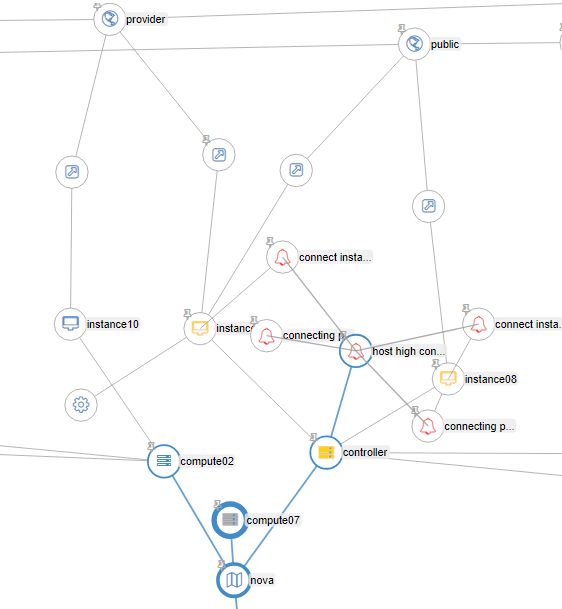 provider
public
connect insta...
instance10
instanc
connecting p
host high con...
connect insta.
instance08
connecting p...
controller
compute02
compute07
nova